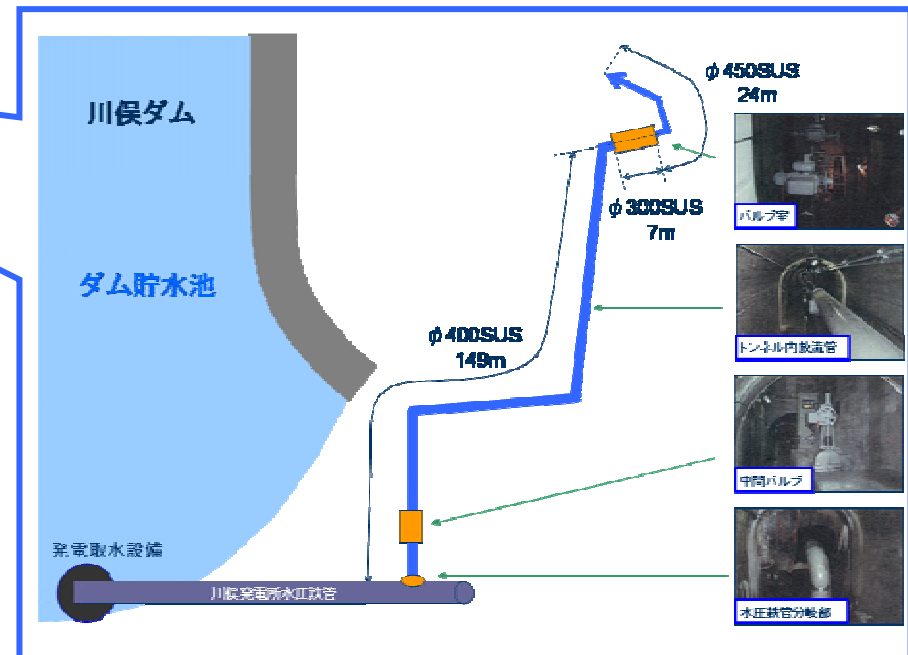 川俣ダム
ダム貯水池
φ450SUS
24m
φ300SUS
7m
φ400SUS
149m
発電取水設備
川俣発電所水圧鉄管
バルブ室
トンネル内放流管
中間バルブ
水圧鉄管分岐部